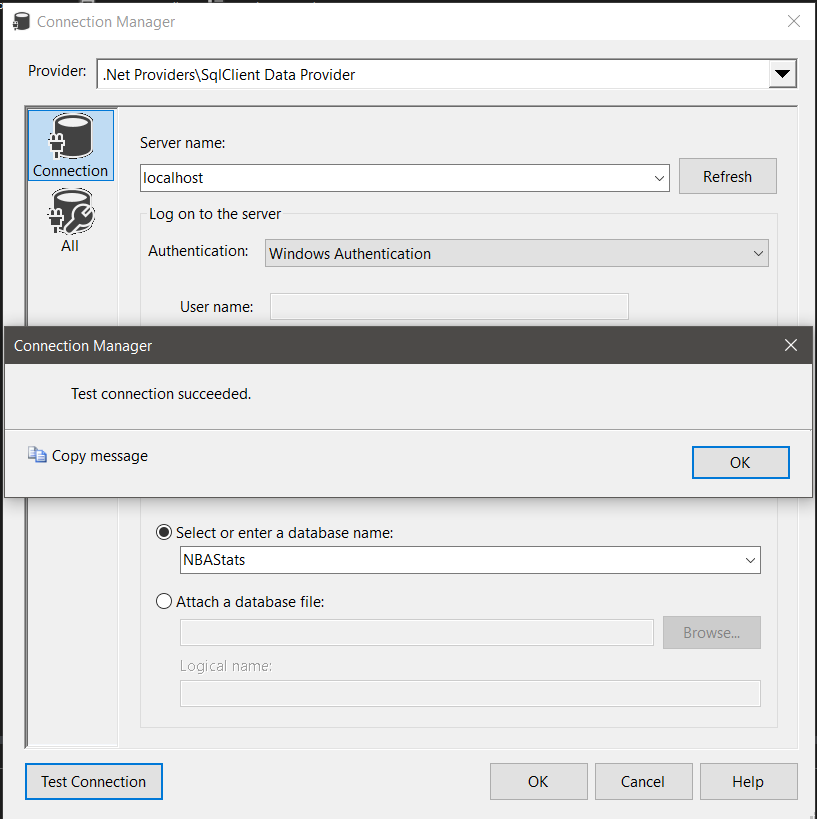 Connection Manager
Provider: .Net Providers\SqlClient Data Provider
Connection
All
Server name:
localhost
Refresh
Log on to the server
Authentication: Windows Authentication
User name:
Connection Manager
Test connection succeeded.
Copy message
OK
Select or enter a database name:
NBAStats
Attach a database file:
Browse...
Logical name:
Test Connection
OK
Cancel
Help